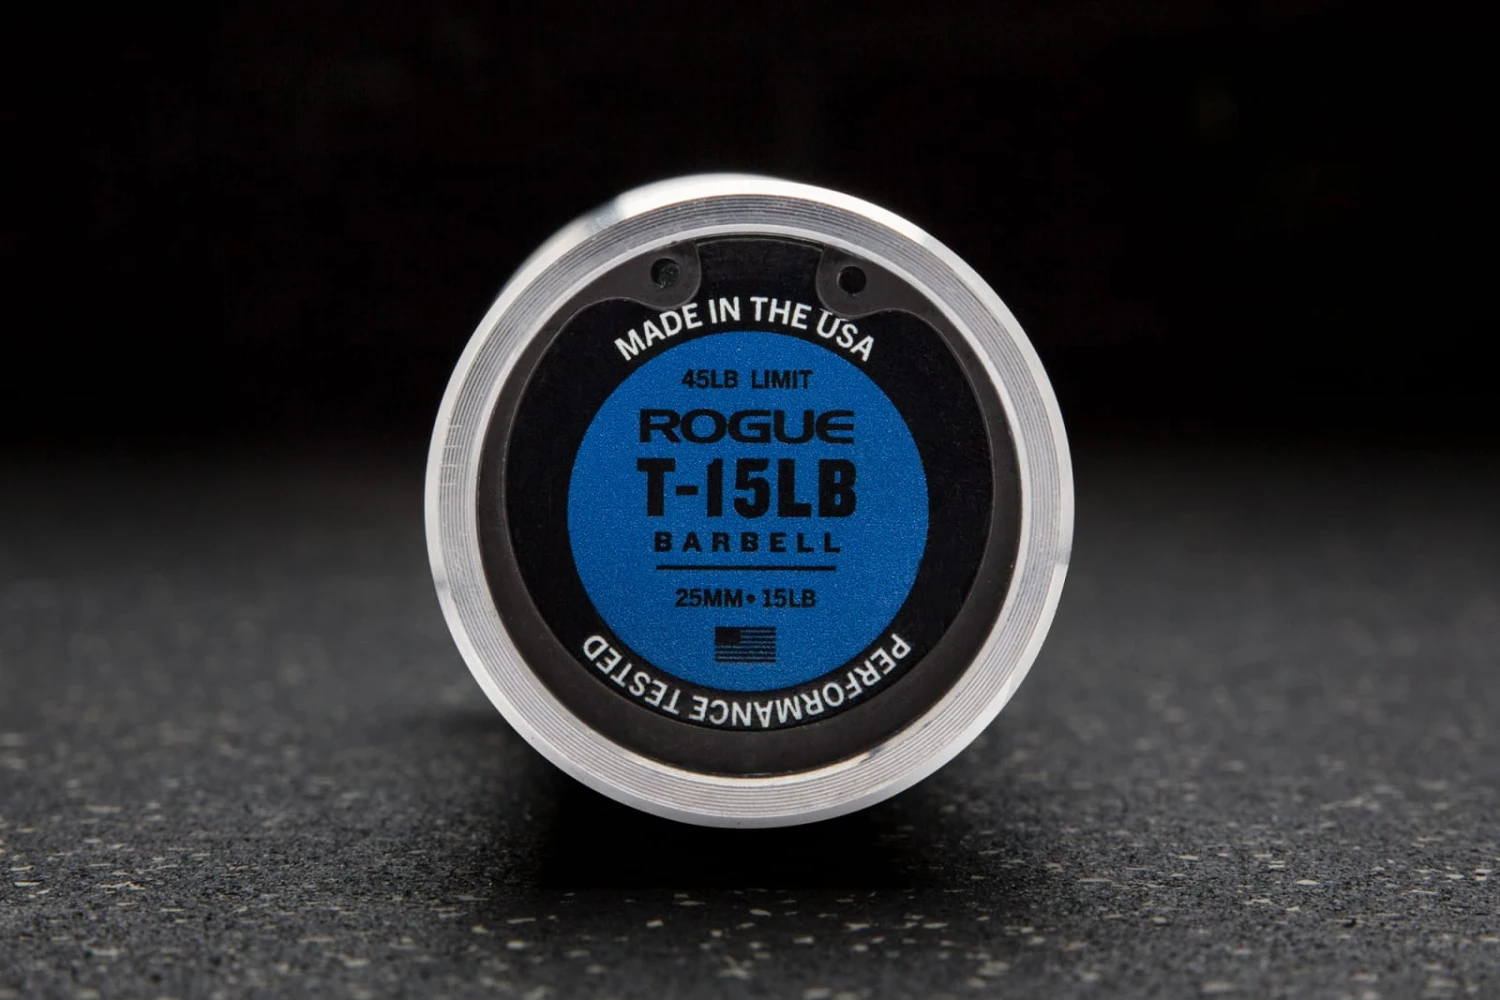 MADE IN THE USA
45LB LIMIT
ROGUE
T-15LB
BARBELL
25MM • 15LB
PERFORMANCE TESTED